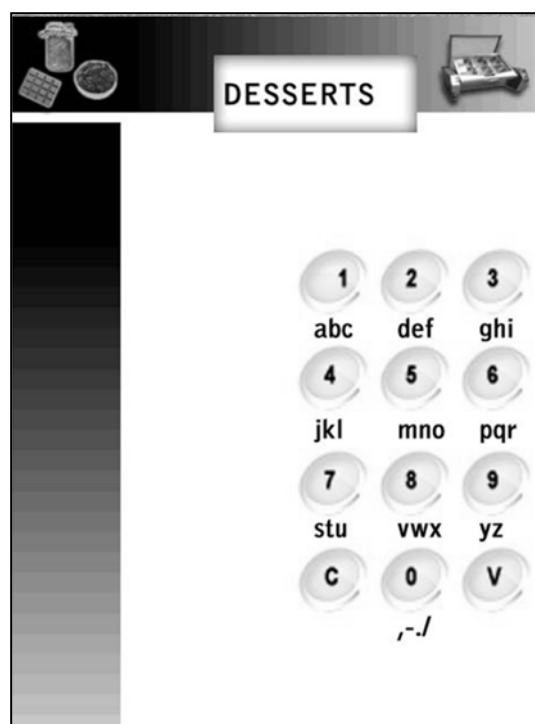 DESSERTS
1 2 3
abc def ghi
4 5 6
jkl mno pqr
7 8 9
stu vwx yz
C 0 V
,-./